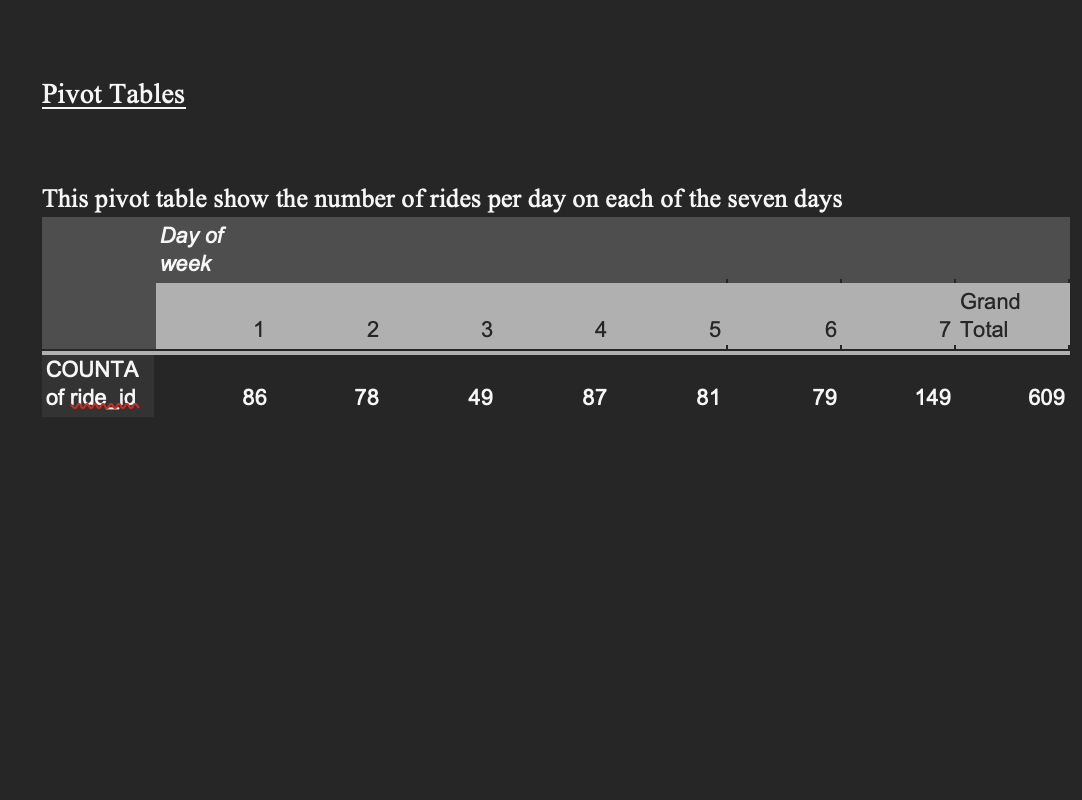 Pivot Tables
This pivot table show the number of rides per day on each of the seven days
Day of
week
1 2 3 4 5 6 7 Grand Total
COUNTA
of ride_id 86 78 49 87 81 79 149 609